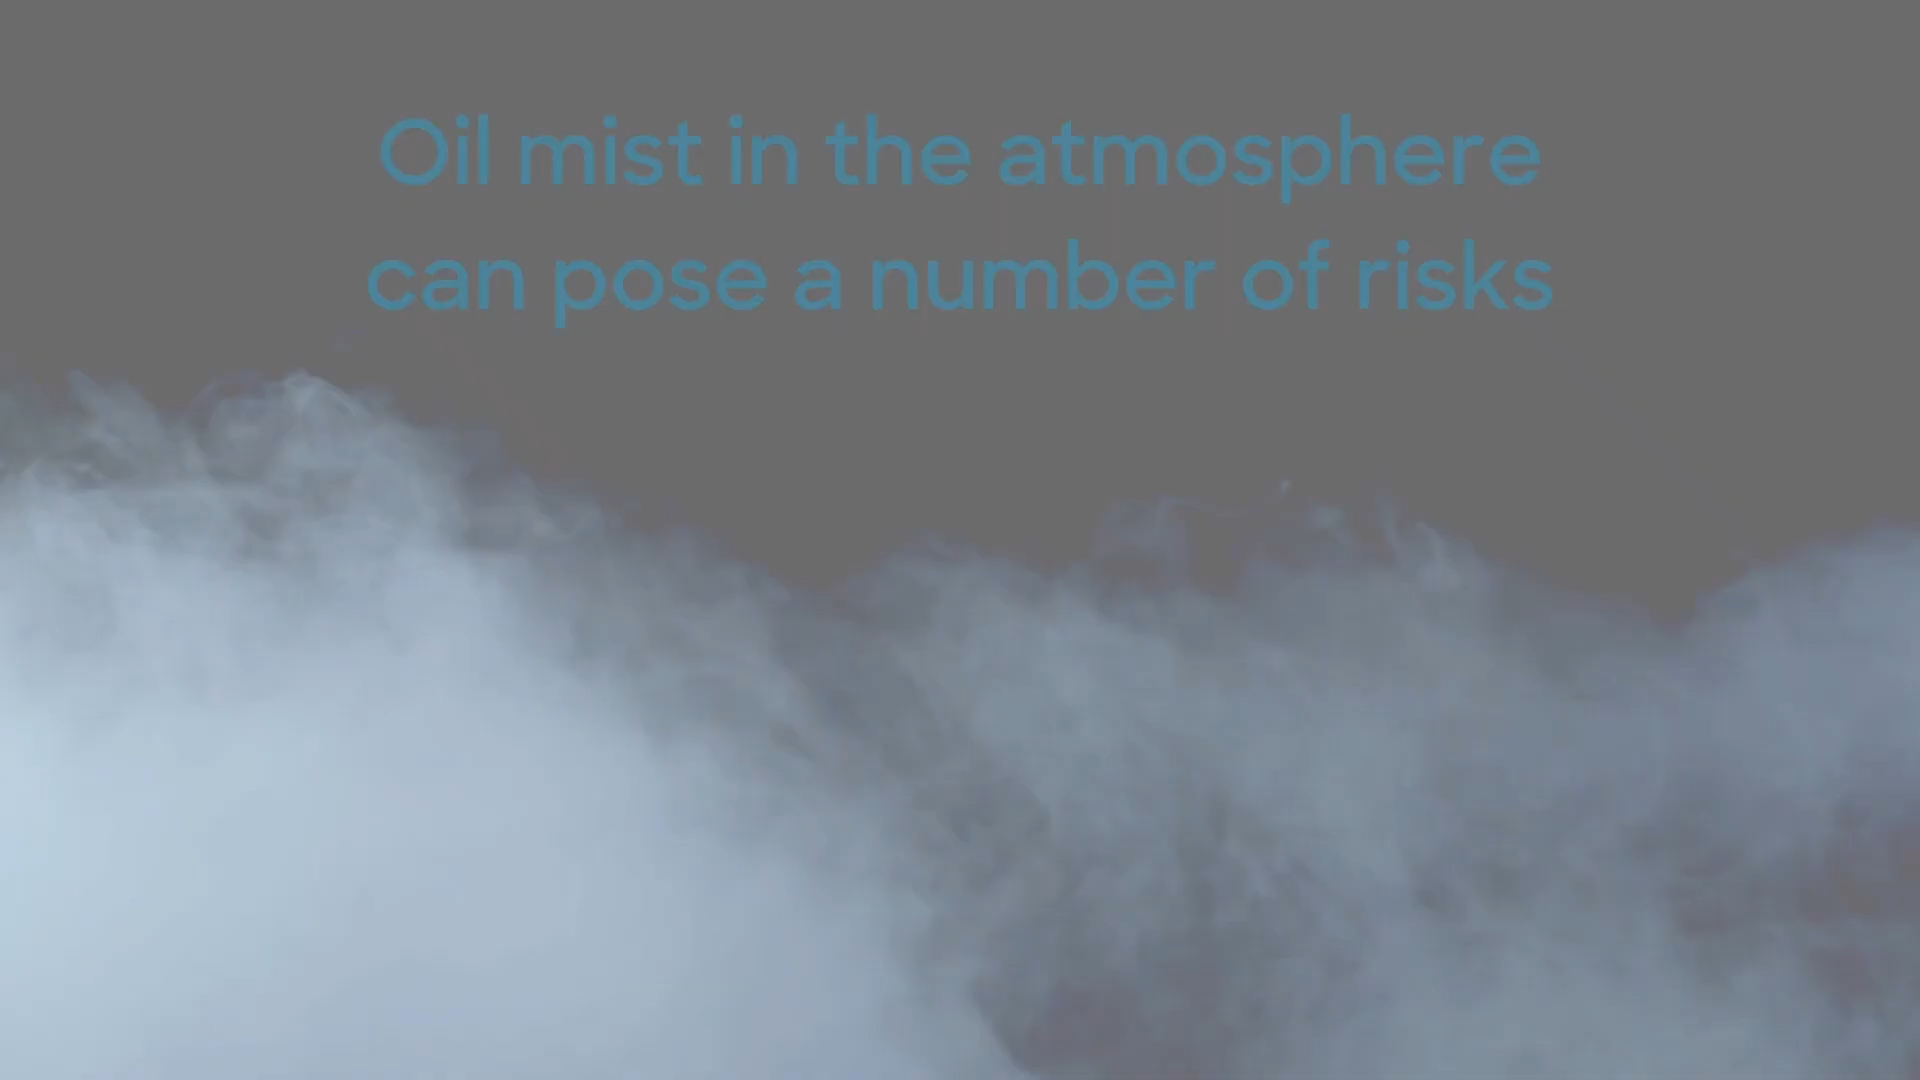 Oil mist in the atmosphere
can pose a number of risks